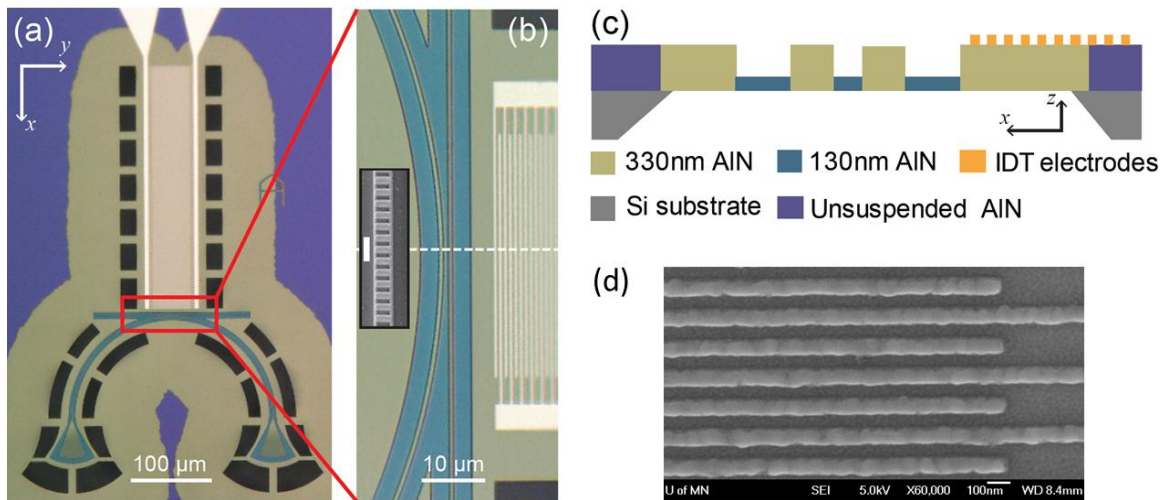 (a)
y
x
100 μm
(b)
10 μm
(c)
z
x
330nm AlN
130nm AlN
IDT electrodes
Si substrate
Unsuspended AlN
(d)
U of MN SEI 5.0kV X60,000 100nm WD 8.4mm